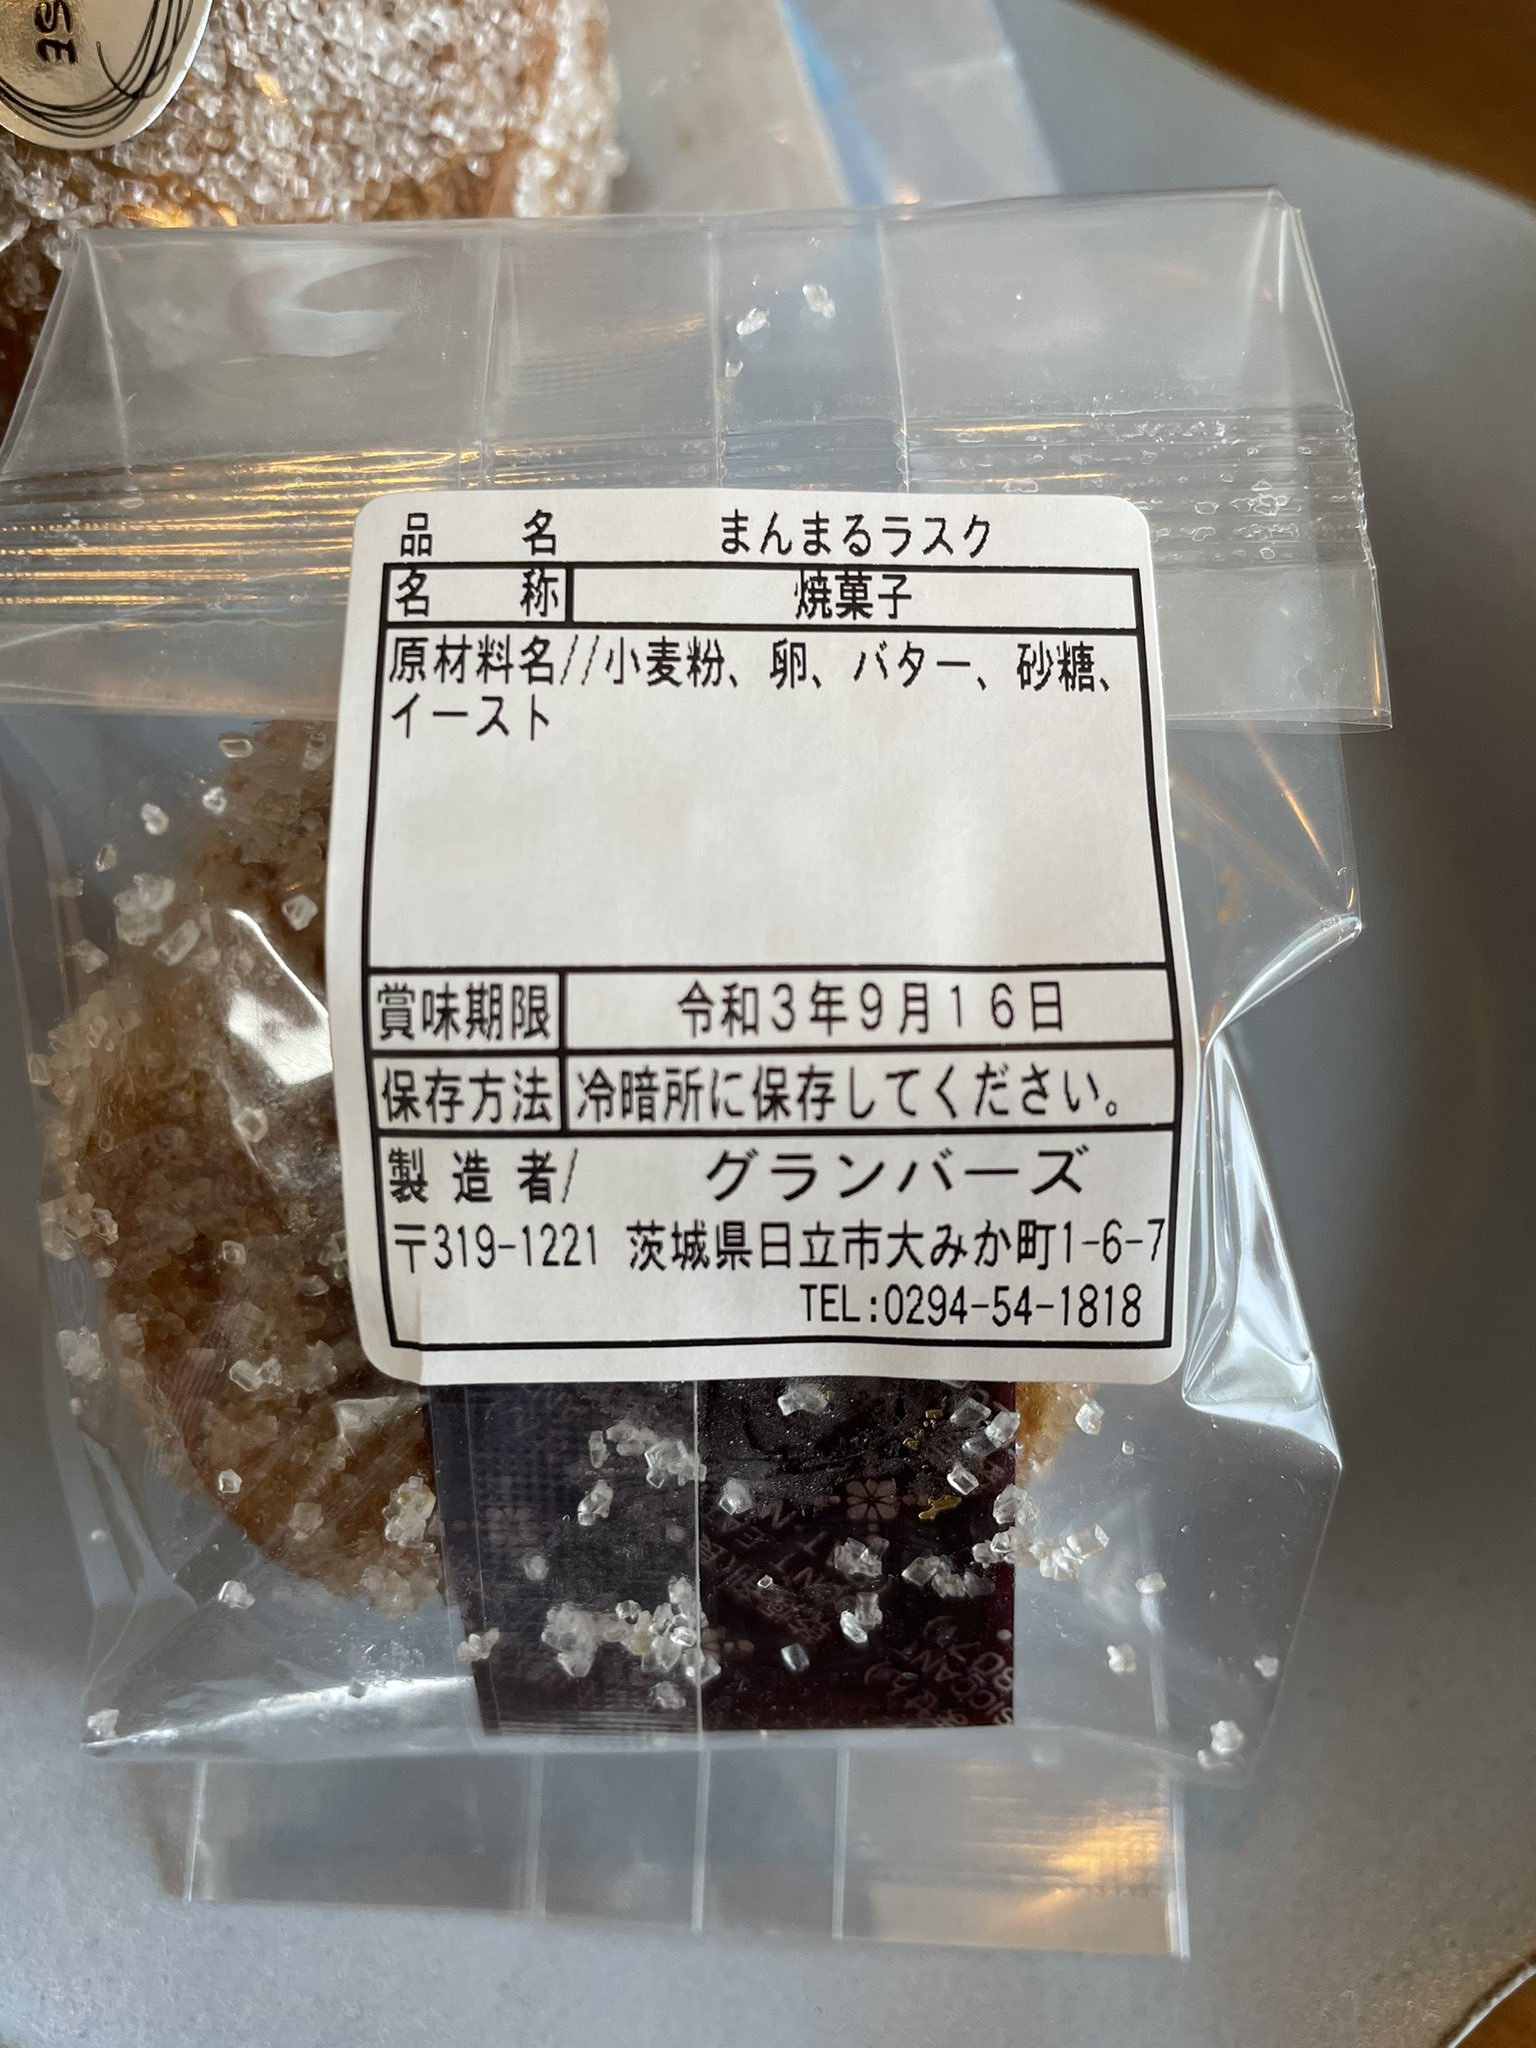 SE
品名 まんまるラスク
名称 焼菓子
原材料名//小麦粉、卵、バター、砂糖、
イースト
賞味期限 令和3年9月16日
保存方法 冷暗所に保存してください。
製造者/ グランバーズ
〒319-1221 茨城県日立市大みか町1-6-7
TEL:0294-54-1818